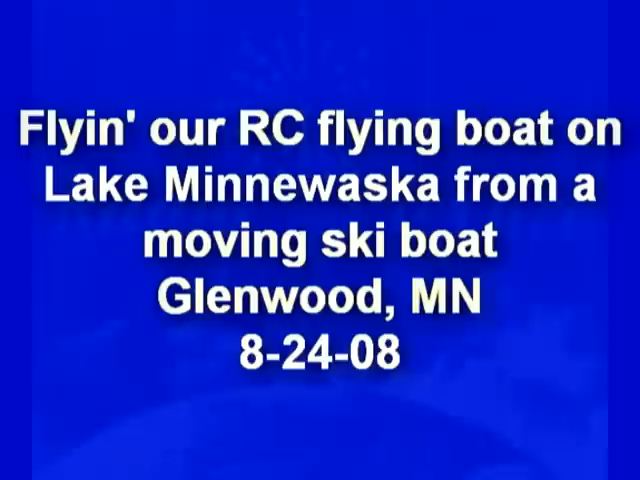 Flyin' our RC flying boat on
Lake Minnewaska from a
moving ski boat
Glenwood, MN
8-24-08